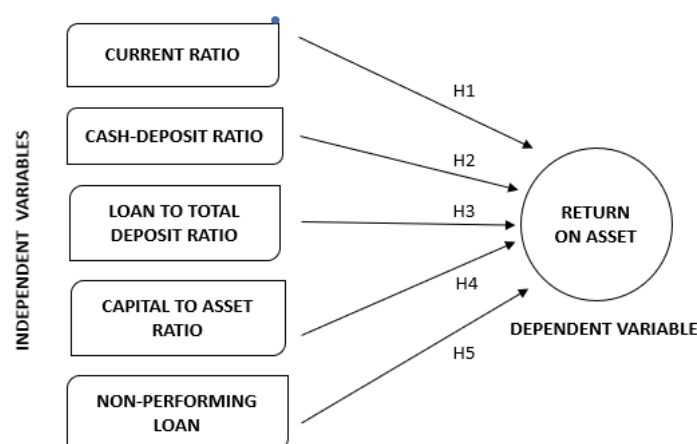 INDEPENDENT VARIABLES
CURRENT RATIO
H1
CASH-DEPOSIT RATIO
H2
LOAN TO TOTAL
DEPOSIT RATIO
H3
RETURN
ON ASSET
CAPITAL TO ASSET
RATIO
H4
DEPENDENT VARIABLE
NON-PERFORMING
LOAN
H5